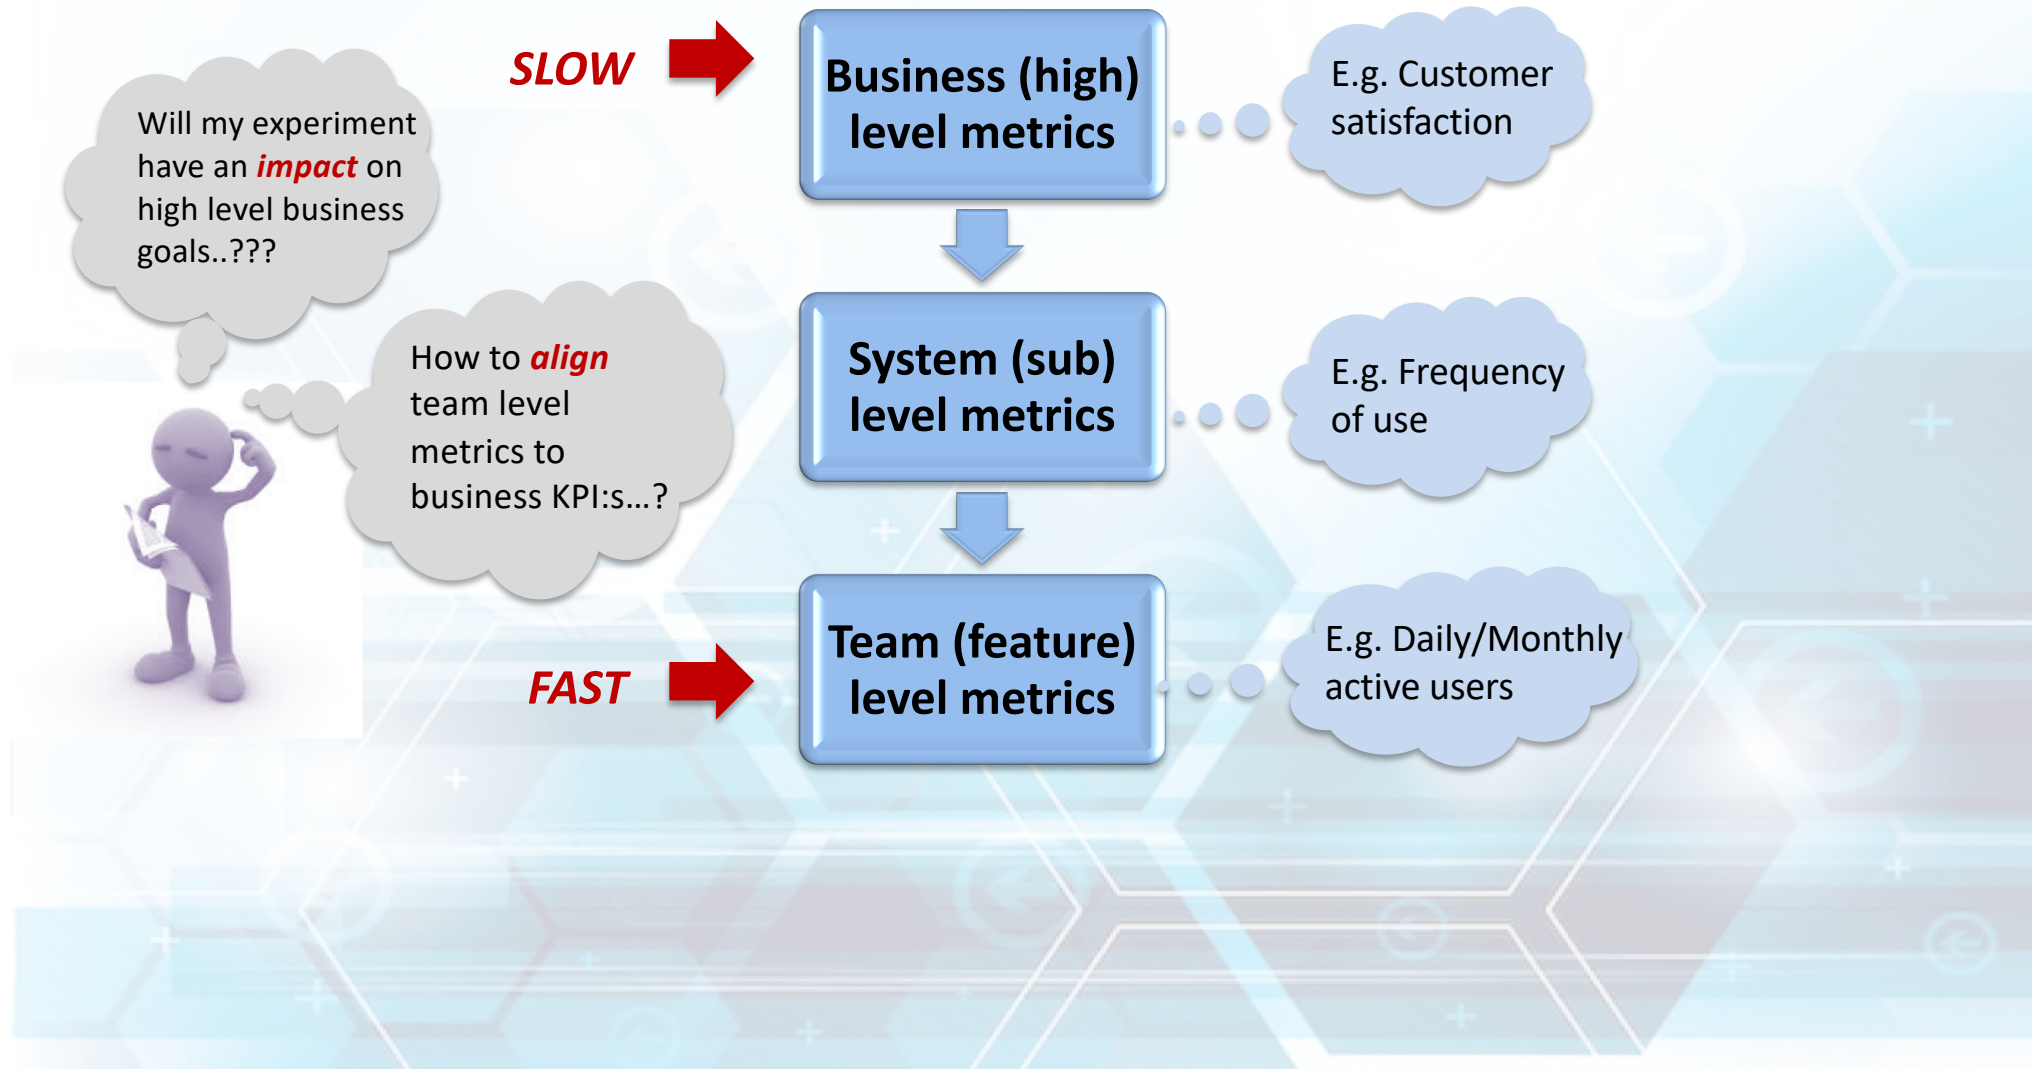 SLOW
Business (high)
level metrics
E.g. Customer
satisfaction
Will my experiment
have an impact on
high level business
goals..???
How to align
team level
metrics to
business KPI:s...?
System (sub)
level metrics
E.g. Frequency
of use
FAST
Team (feature)
level metrics
E.g. Daily/Monthly
active users